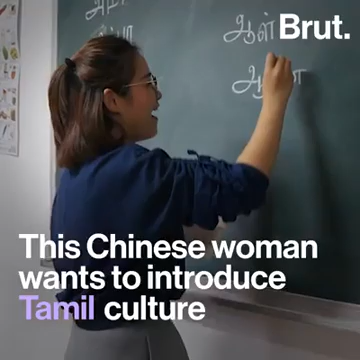 ஆள் Brut.
This Chinese woman
wants to introduce
Tamil culture